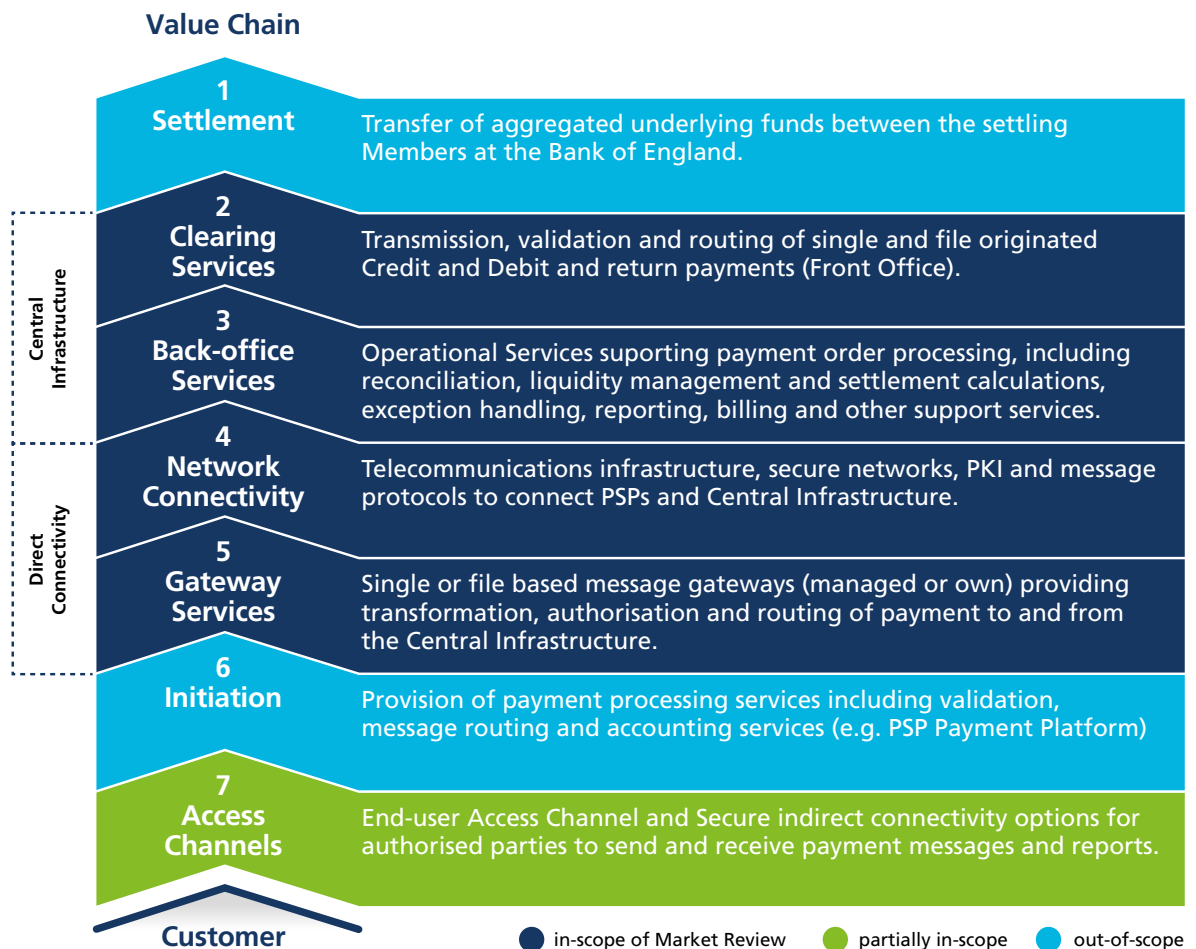 Value Chain
1
Settlement
Transfer of aggregated underlying funds between the settling
Members at the Bank of England.
Central
Infrastructure
2
Clearing
Services
Transmission, validation and routing of single and file originated
Credit and Debit and return payments (Front Office).
3
Back-office
Services
Operational Services suporting payment order processing, including
reconciliation, liquidity management and settlement calculations,
exception handling, reporting, billing and other support services.
Direct
Connectivity
4
Network
Connectivity
Telecommunications infrastructure, secure networks, PKI and message
protocols to connect PSPs and Central Infrastructure.
5
Gateway
Services
Single or file based message gateways (managed or own) providing
transformation, authorisation and routing of payment to and from
the Central Infrastructure.
6
Initiation
Provision of payment processing services including validation,
message routing and accounting services (e.g. PSP Payment Platform)
7
Access
Channels
End-user Access Channel and Secure indirect connectivity options for
authorised parties to send and receive payment messages and reports.
Customer
in-scope of Market Review
partially in-scope
out-of-scope